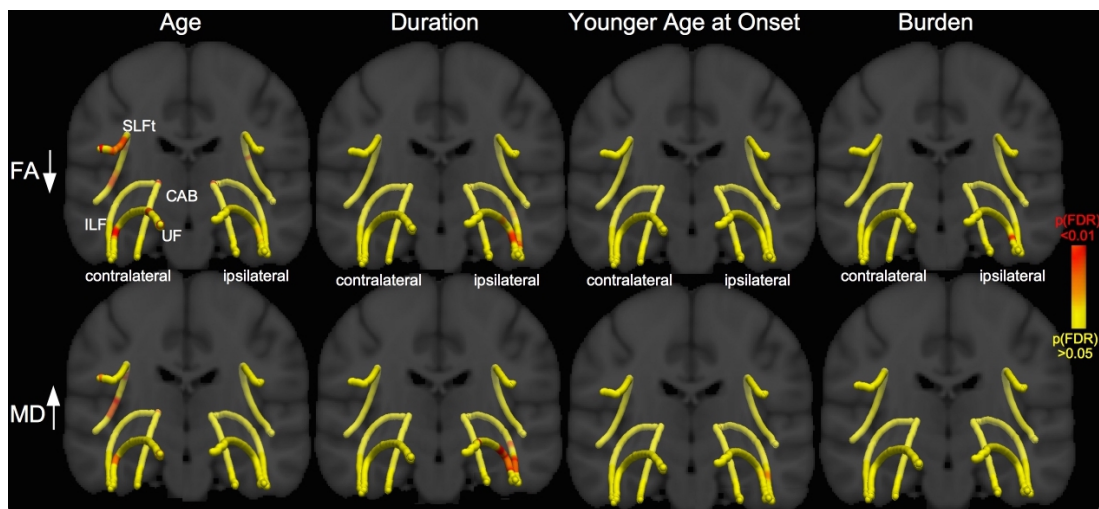 Age
Duration
Younger Age at Onset
Burden
FA
SLFt
CAB
ILF
UF
contralateral
ipsilateral
contralateral
ipsilateral
contralateral
ipsilateral
contralateral
ipsilateral
p(FDR)
<0.01
p(FDR)
>0.05
MD